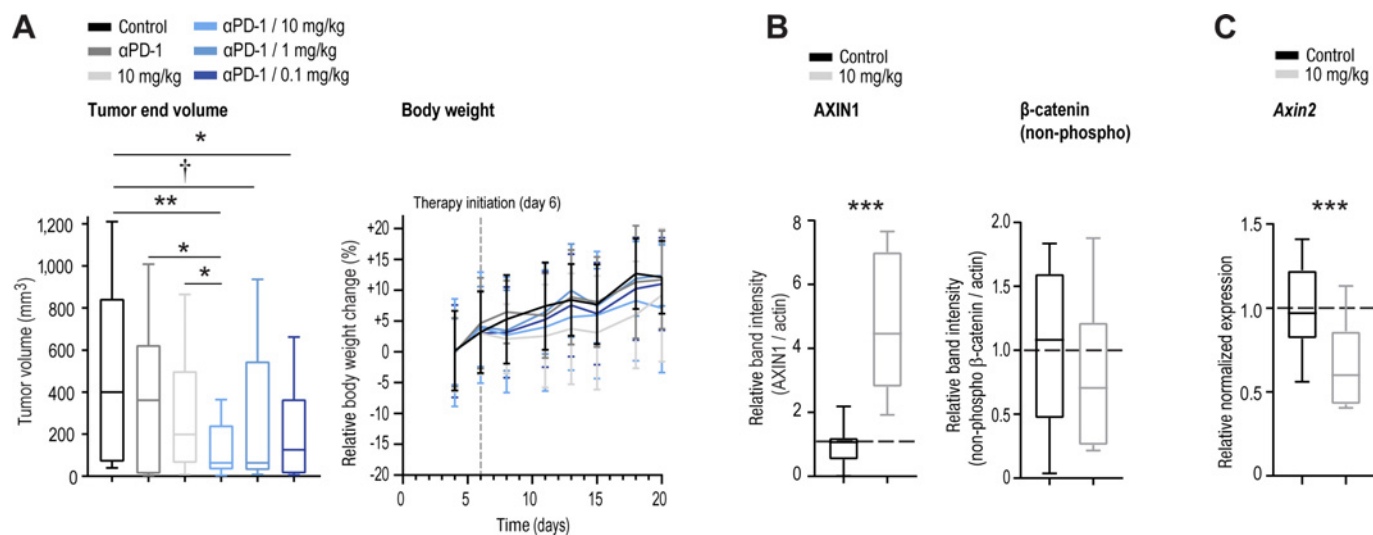 A
Control
αPD-1
10 mg/kg
αPD-1 / 10 mg/kg
αPD-1 / 1 mg/kg
αPD-1 / 0.1 mg/kg
Tumor end volume
*
†
**
*
*
Tumor volume (mm3)
1,200
1,000
800
600
400
200
0
Body weight
Therapy initiation (day 6)
Relative body weight change (%)
+20
+15
+10
+5
0
-5
-10
-15
-20
0
5
10
15
20
Time (days)
B
Control
10 mg/kg
AXIN1
***
Relative band intensity
(AXIN1 / actin)
8
6
4
2
0
β-catenin
(non-phospho)
Relative band intensity
(non-phospho β-catenin / actin)
2.0
1.5
1.0
0.5
0
C
Control
10 mg/kg
Axin2
***
Relative normalized expression
1.5
1.0
0.5
0